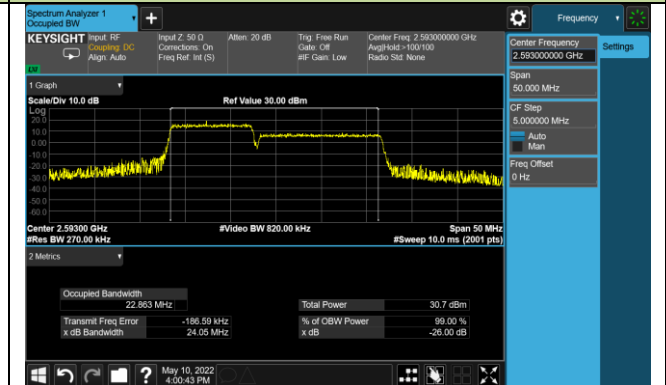 Spectrum Analyzer 1
Occupied BW
+
Frequency
KEYSIGHT
Input: RF
Coupling: DC
Align: Auto
Input Z: 50 Ω
Corrections: On
Freq Ref: Int (S)
Atten: 20 dB
Trig: Free Run
Gate: Off
#IF Gain: Low
Center Freq: 2.593000000 GHz
Avg|Hold:>100/100
Radio Std: None
Center Frequency
2.593000000 GHz
Settings
Span
50.000 MHz
CF Step
5.000000 MHz
Auto
Man
Freq Offset
0 Hz
1 Graph
Scale/Div 10.0 dB
Ref Value 30.00 dBm
Log
20.0
10.0
0.00
-10.0
-20.0
-30.0
-40.0
-50.0
-60.0
Center 2.59300 GHz
#Video BW 820.00 kHz
Span 50 MHz
#Res BW 270.00 kHz
#Sweep 10.0 ms (2001 pts)
2 Metrics
Occupied Bandwidth
22.863 MHz
Total Power 30.7 dBm
Transmit Freq Error -186.59 kHz
% of OBW Power 99.00 %
x dB Bandwidth 24.05 MHz
x dB -26.00 dB
?
May 10, 2022
4:00:43 PM